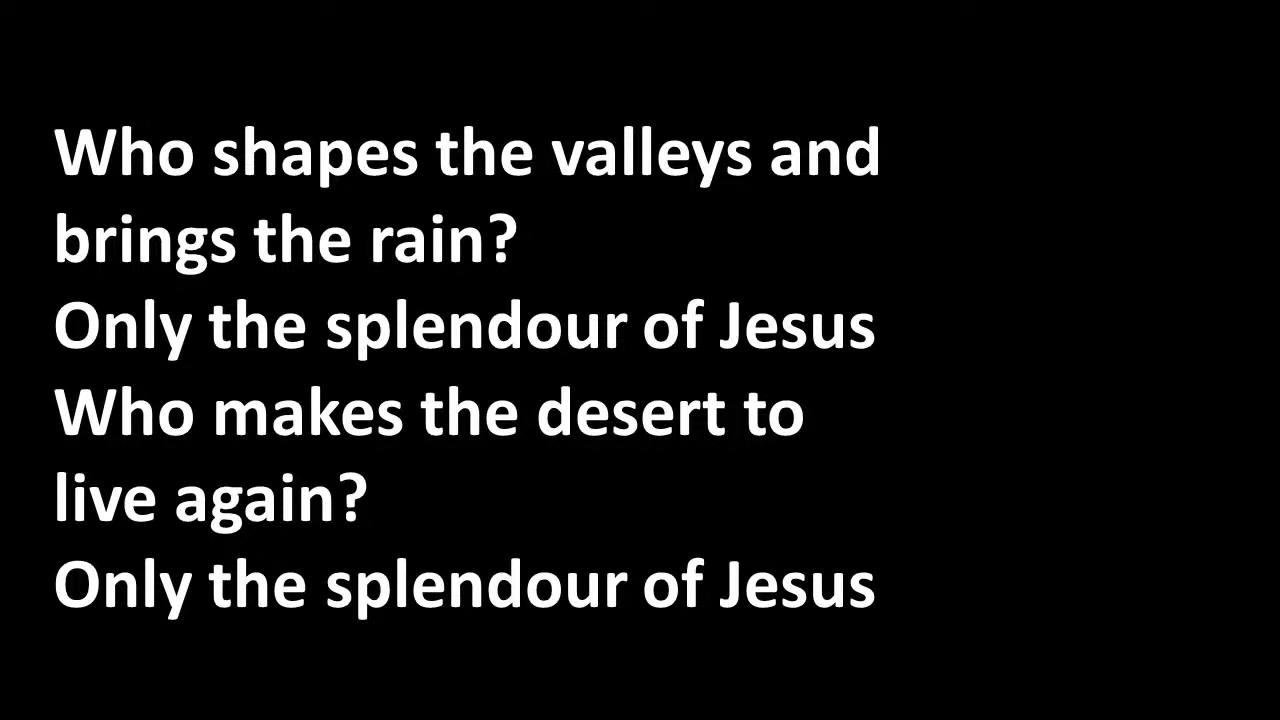 Who shapes the valleys and
brings the rain?
Only the splendour of Jesus
Who makes the desert to
live again?
Only the splendour of Jesus